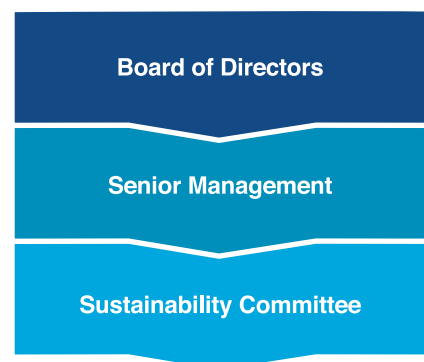 Board of Directors
Senior Management
Sustainability Committee